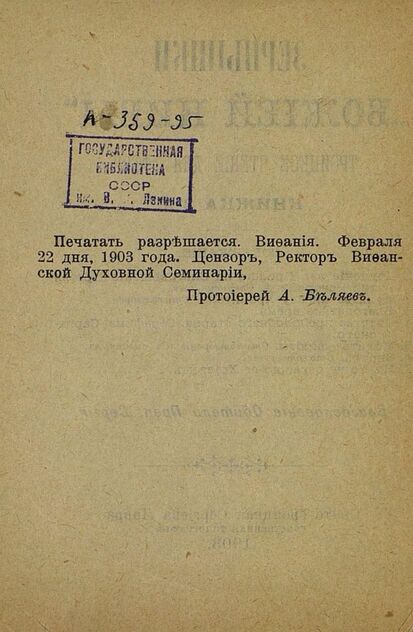 А-359-95
ГОСУДАРСТВЕННАЯ
БИБЛИОТЕКА
СССР
им. В. И. Ленина
Печатать разрѣшается. Виѳанія. Февраля
22 дня, 1903 года. Цензоръ, Ректоръ Виѳан-
ской Духовной Семинаріи,
Протоіерей А. Бѣляевъ.